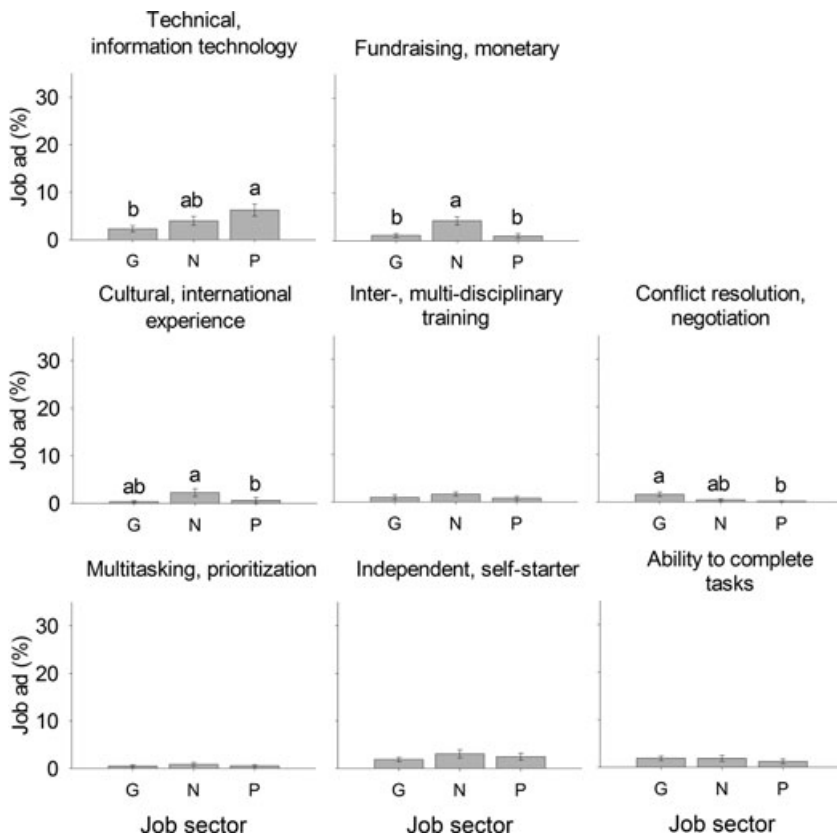 Technical,
information technology
Fundraising, monetary
Job ad (%)
30
20
10
0
b
ab
a
G
N
P
b
a
b
G
N
P
Cultural, international
experience
Inter-, multi-disciplinary
training
Conflict resolution,
negotiation
Job ad (%)
30
20
10
0
ab
a
b
G
N
P
G
N
P
a
ab
b
G
N
P
Multitasking, prioritization
Independent, self-starter
Ability to complete
tasks
Job ad (%)
30
20
10
0
G
N
P
G
N
P
G
N
P
Job sector
Job sector
Job sector